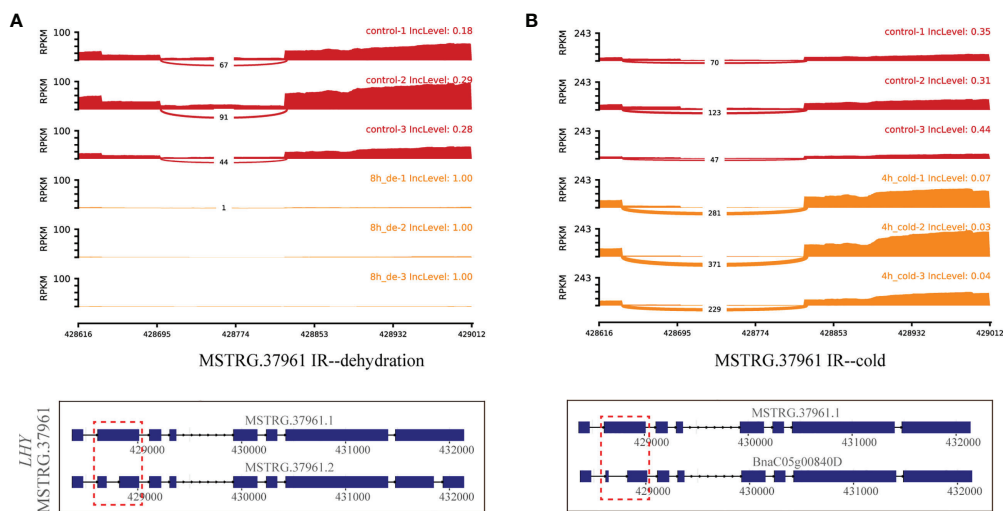 A
100
RPKM
control-1 IncLevel: 0.18
67
100
RPKM
control-2 IncLevel: 0.29
91
100
RPKM
control-3 IncLevel: 0.28
44
100
RPKM
8h_de-1 IncLevel: 1.00
1
100
RPKM
8h_de-2 IncLevel: 1.00
100
RPKM
8h_de-3 IncLevel: 1.00
428616 428695 428774 428853 428932 429012
MSTRG.37961 IR--dehydration
LHY
MSTRG.37961
MSTRG.37961.1
429000 430000 431000 432000
MSTRG.37961.2
429000 430000 431000 432000
B
243
RPKM
control-1 IncLevel: 0.35
70
243
RPKM
control-2 IncLevel: 0.31
123
243
RPKM
control-3 IncLevel: 0.44
47
243
RPKM
4h_cold-1 IncLevel: 0.07
281
243
RPKM
4h_cold-2 IncLevel: 0.03
371
243
RPKM
4h_cold-3 IncLevel: 0.04
229
428616 428695 428774 428853 428932 429012
MSTRG.37961 IR--cold
MSTRG.37961.1
429000 430000 431000 432000
BnaC05g00840D
429000 430000 431000 432000